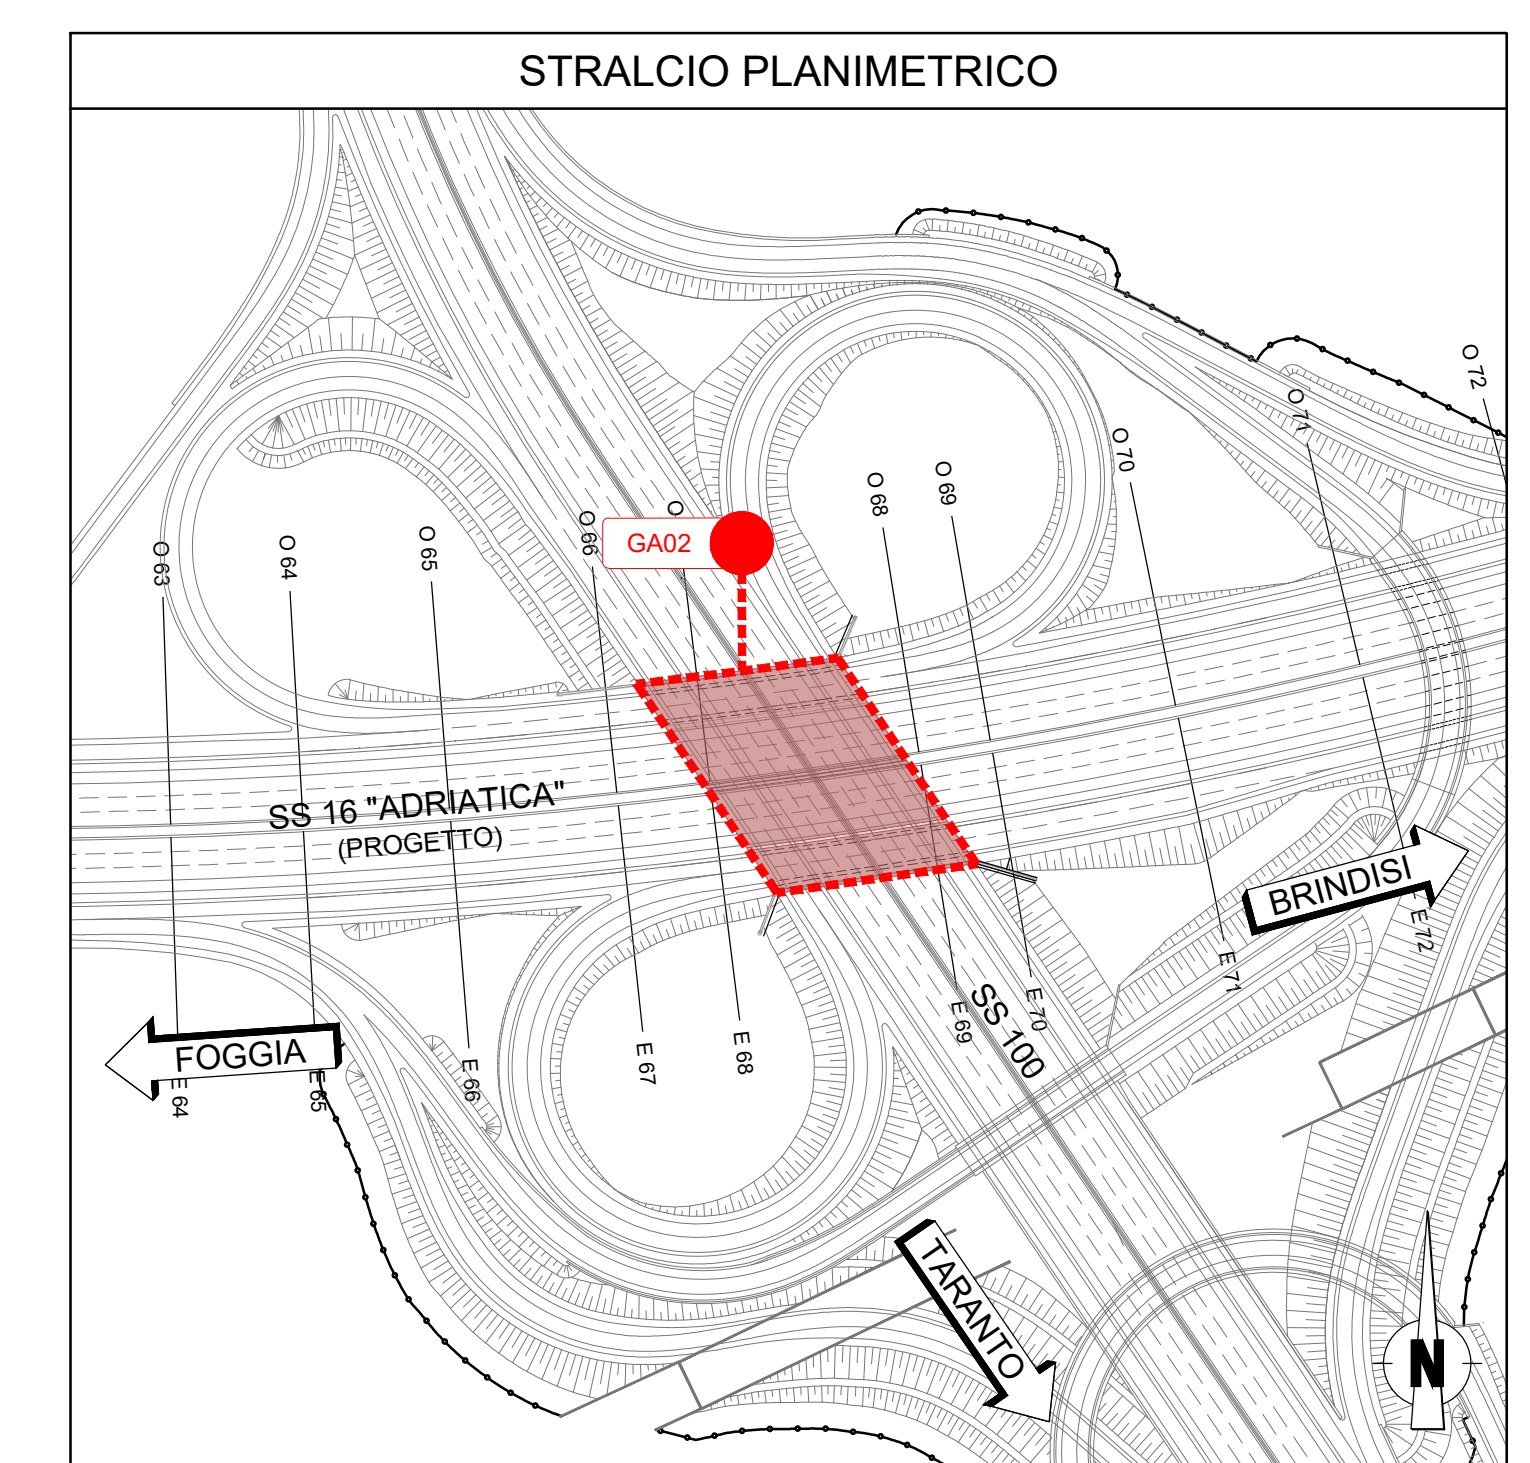 STRALCIO PLANIMETRICO
O 72
O 71
O 70
O 69
O 68
O
O 66
O 65
O 64
O 63
GA02
SS 16 "ADRIATICA"
(PROGETTO)
BRINDISI
E 72
E 71
E 70
E 69
SS 100
E 68
E 67
E 66
E 65
E 64
FOGGIA
TARANTO
N